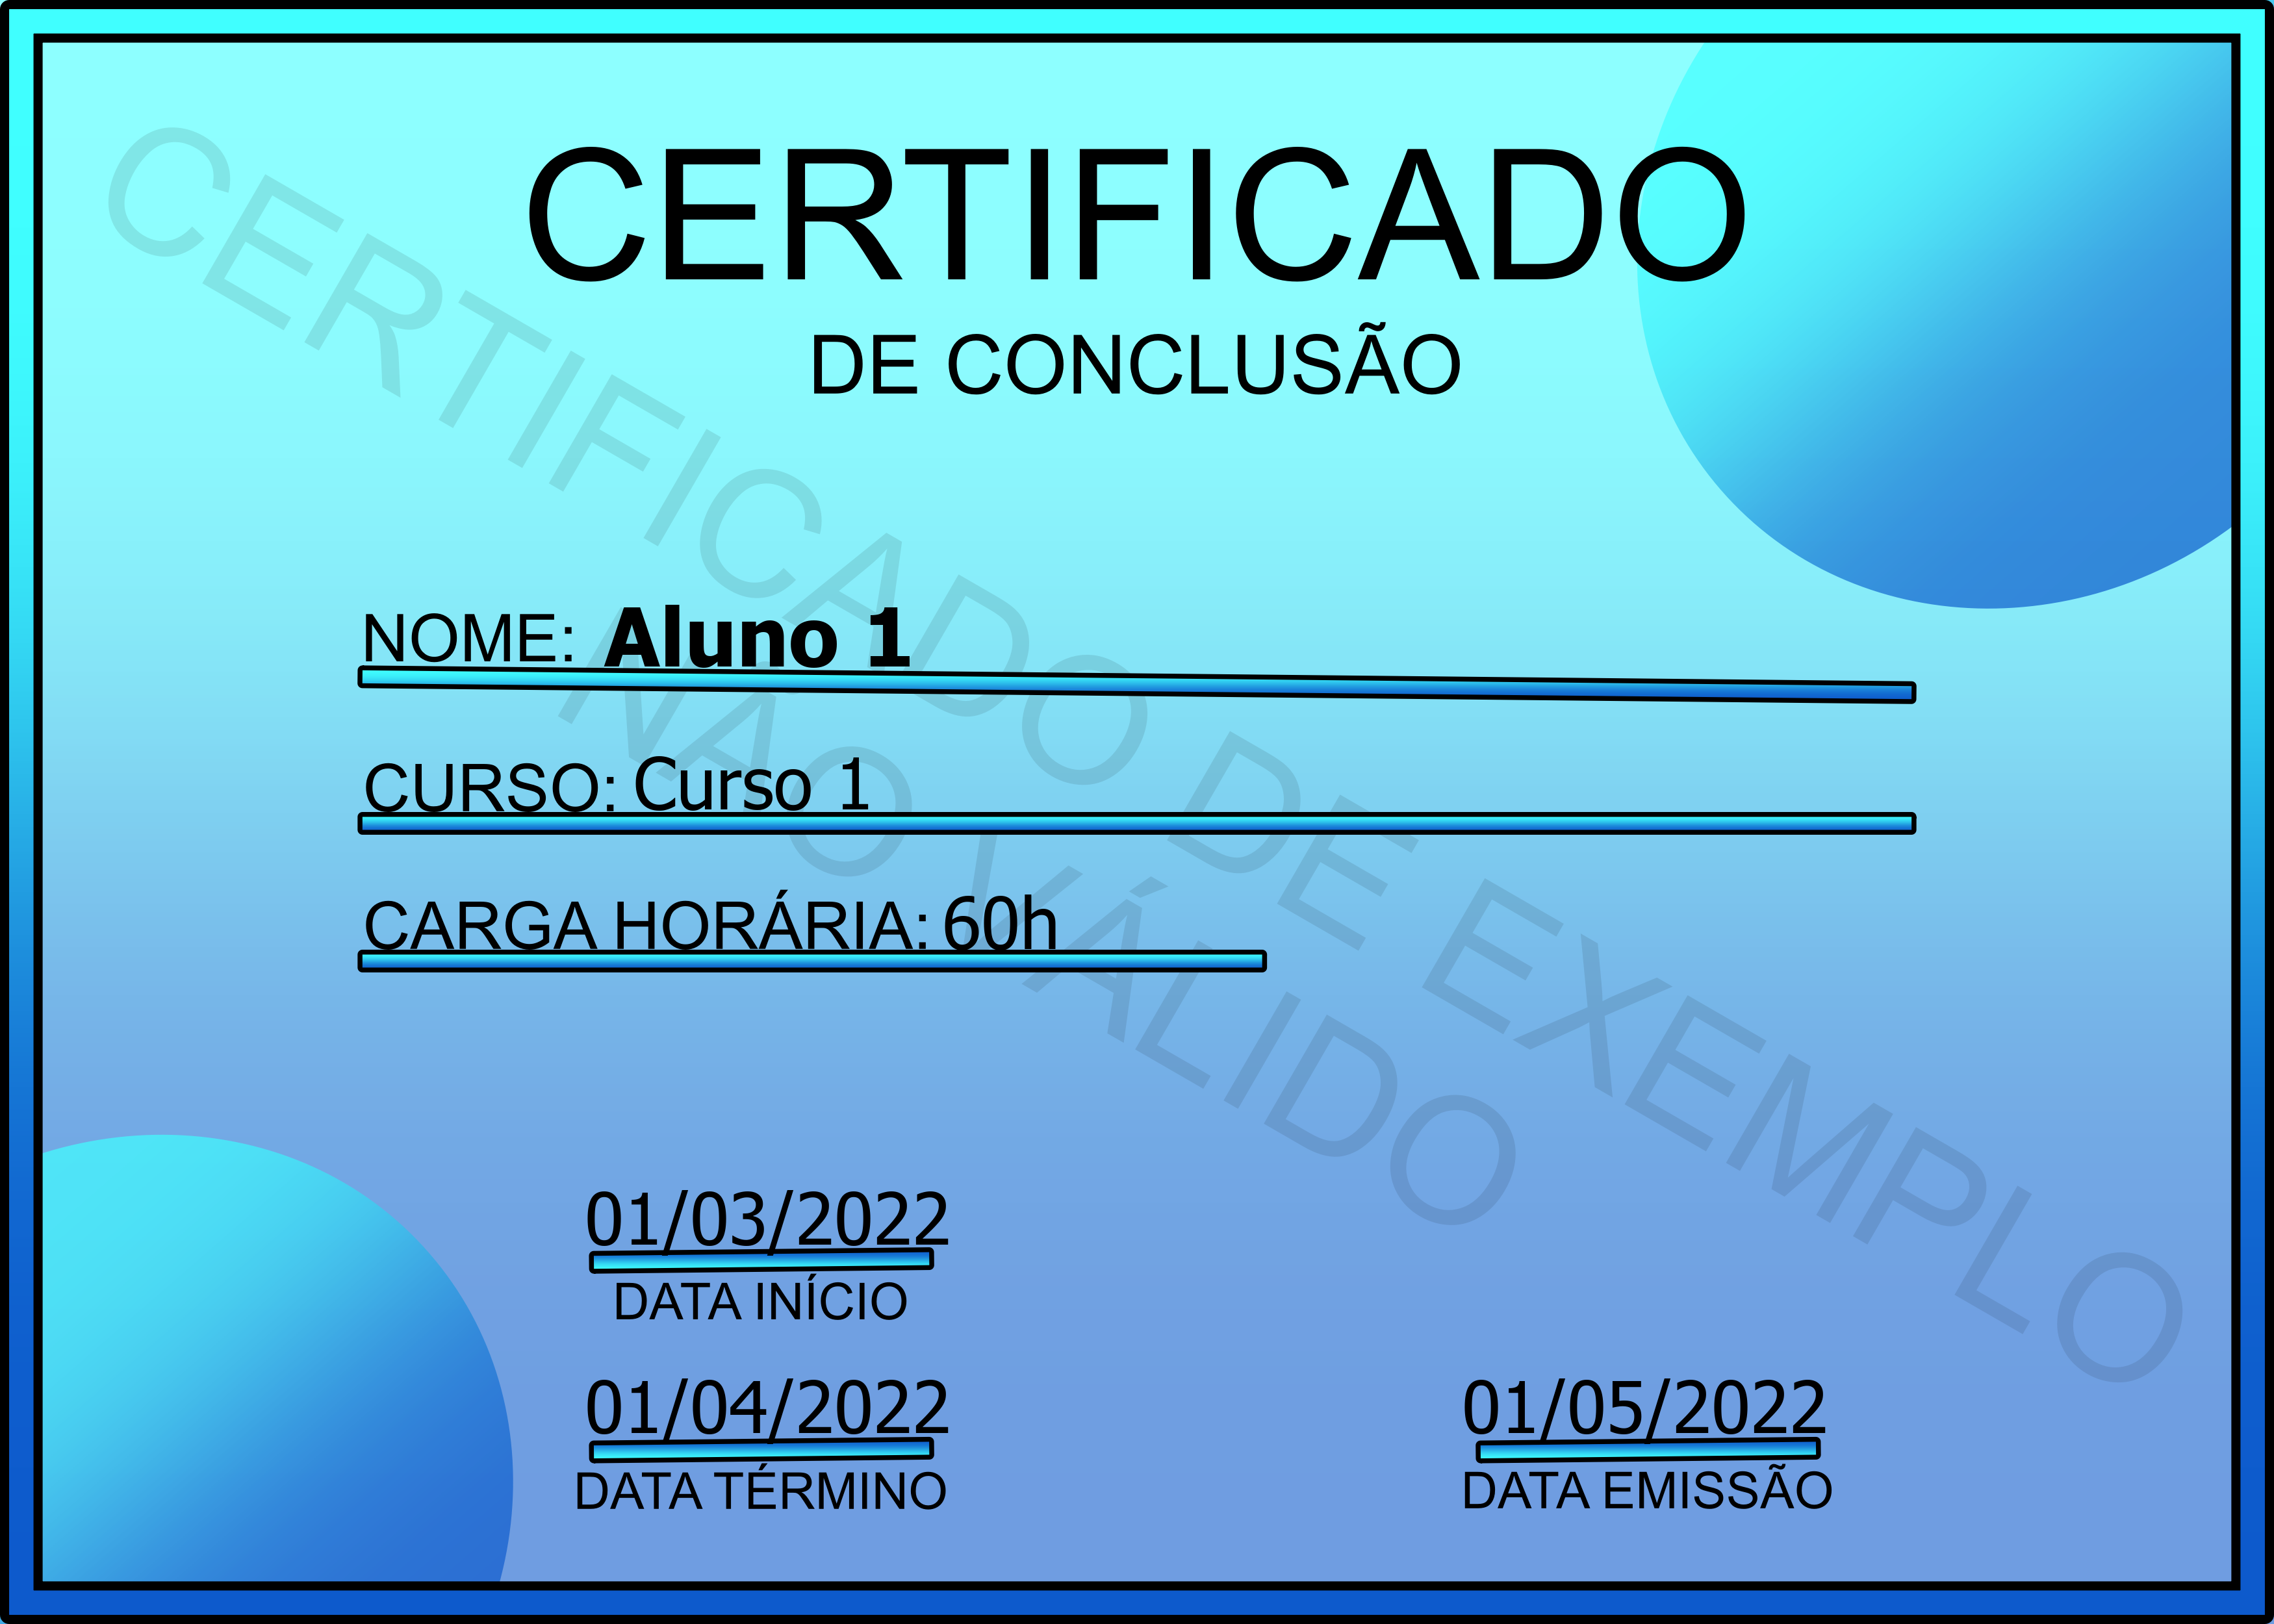 CERTIFICADO
DE CONCLUSÃO
CERTIFICADO DE EXEMPLO
NÃO VÁLIDO
NOME: Aluno 1
CURSO: Curso 1
CARGA HORÁRIA: 60h
01/03/2022
DATA INÍCIO
01/04/2022
DATA TÉRMINO
01/05/2022
DATA EMISSÃO